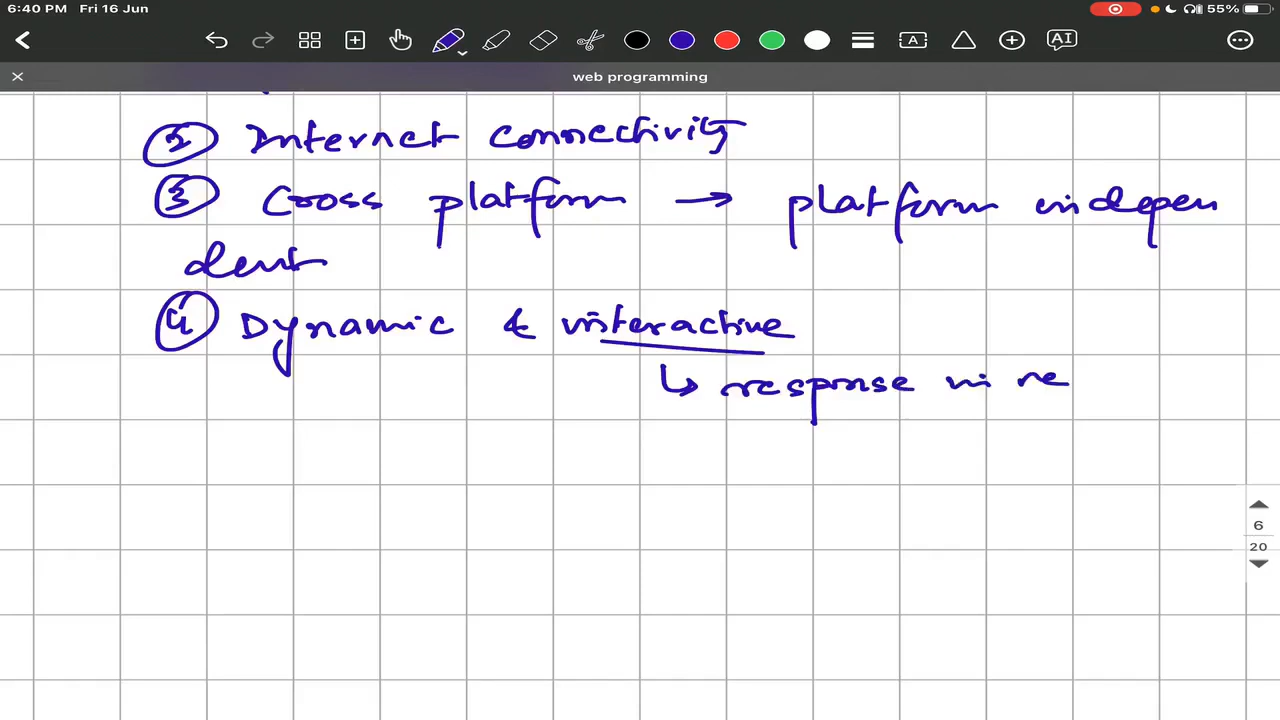 6:40 PM Fri 16 Jun
55%
A
AI
web programming
2 Internet connectivity
3 Cross platform → platform indepen
dent
4 Dynamic & interactive
↳ response in re
6
20